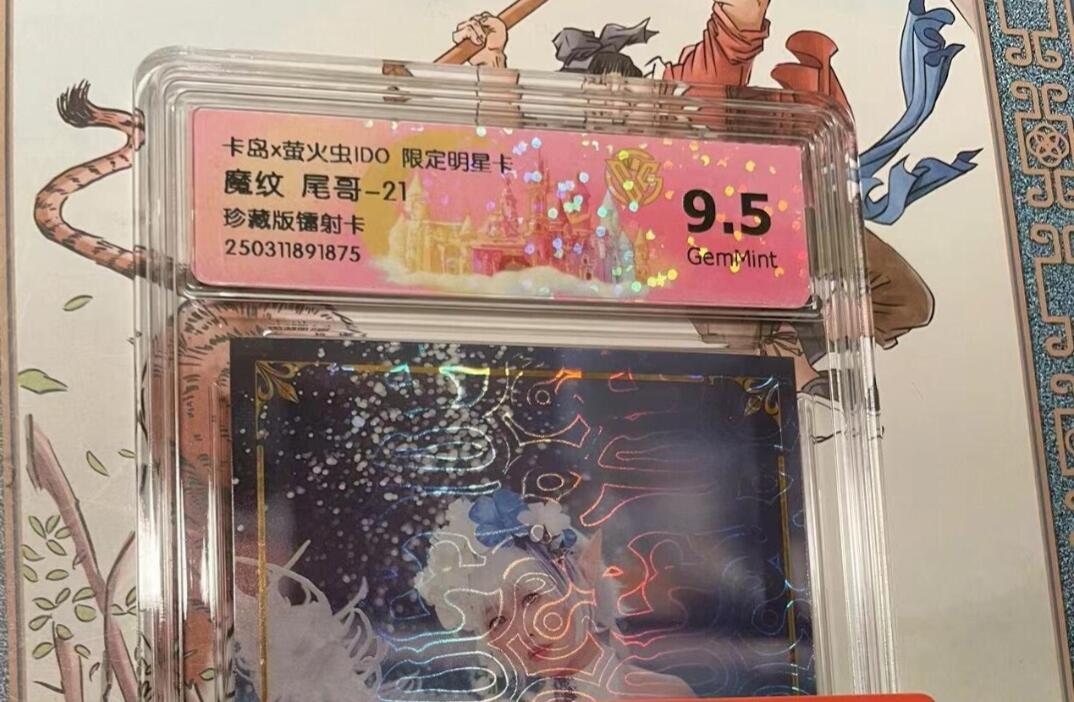 卡岛x萤火虫IDO 限定明星卡
魔纹 尾哥-21
珍藏版镭射卡
250311891875
9.5
GemMint